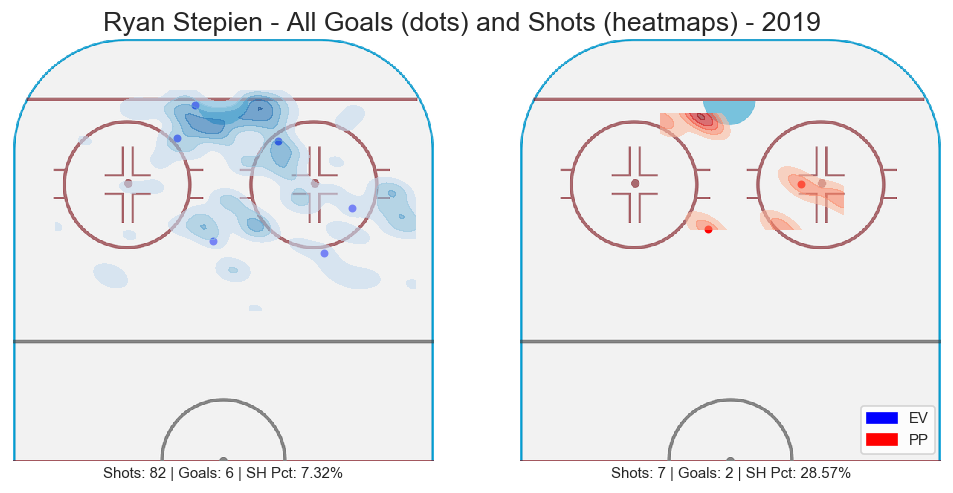 Ryan Stepien - All Goals (dots) and Shots (heatmaps) - 2019
EV
PP
Shots: 82 | Goals: 6 | SH Pct: 7.32%
Shots: 7 | Goals: 2 | SH Pct: 28.57%